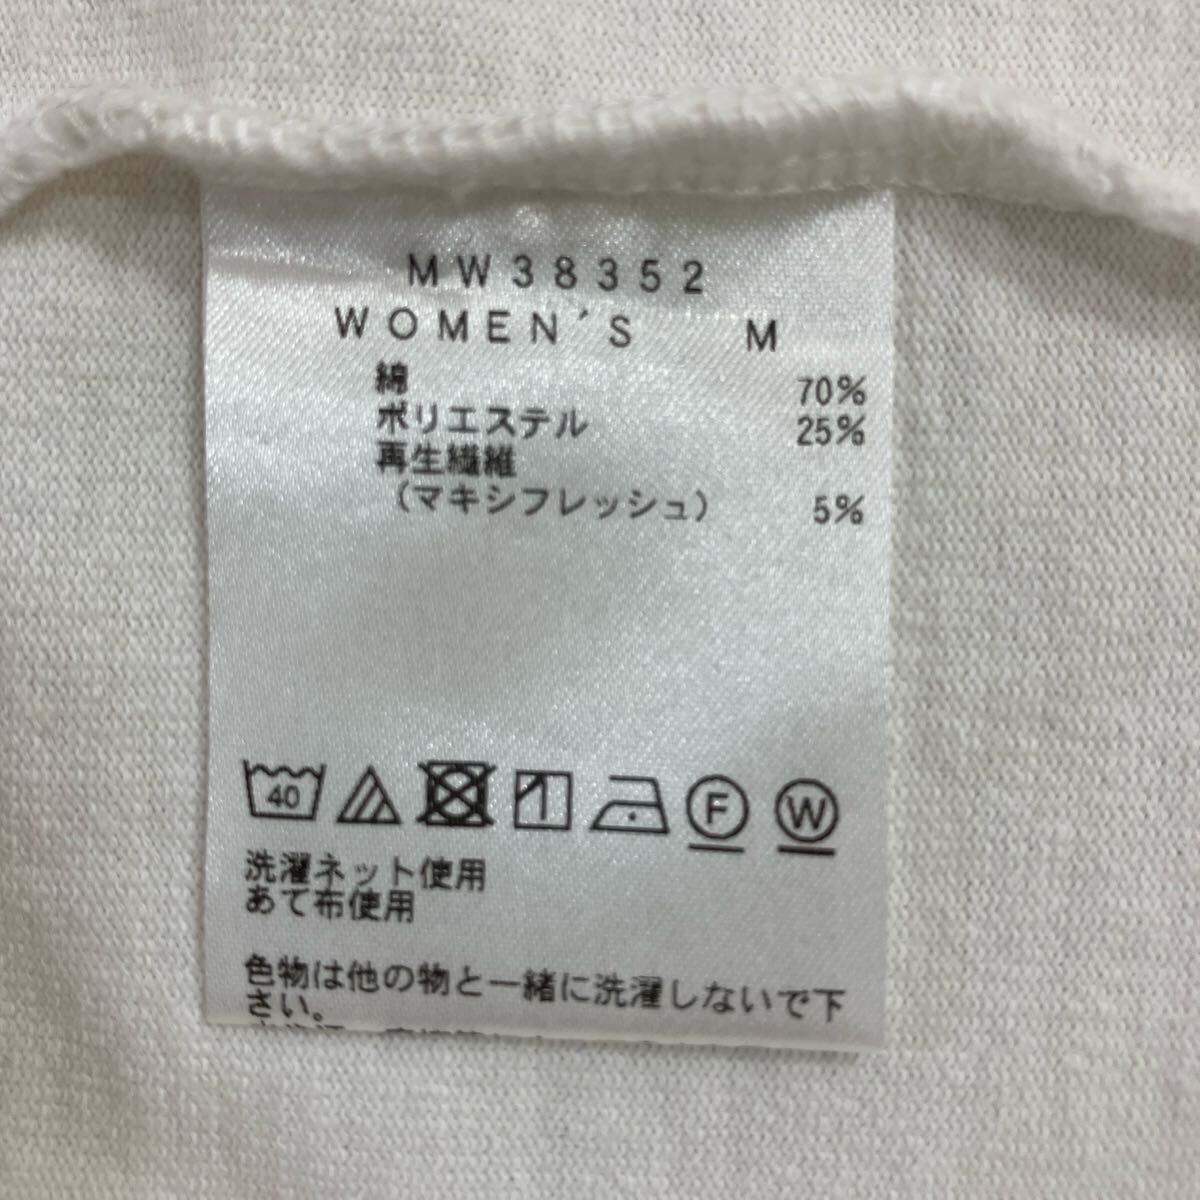 MW38352
WOMEN'S M
綿 70%
ポリエステル 25%
再生繊維
(マキシフレッシュ) 5%
40 F W
洗濯ネット使用
あて布使用
色物は他の物と一緒に洗濯しないで下
さい。